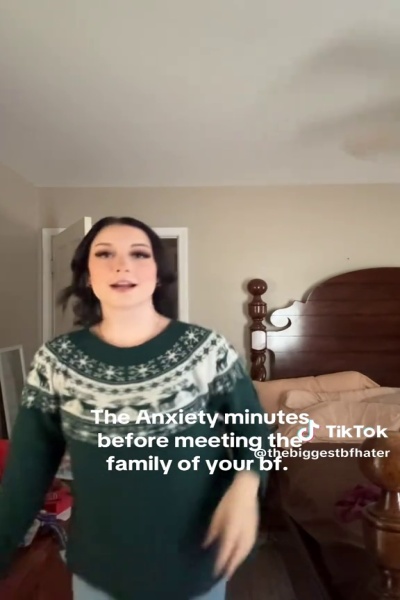 The Anxiety minutes
before meeting the
family of your bf.
TikTok
@thebiggestbfhater